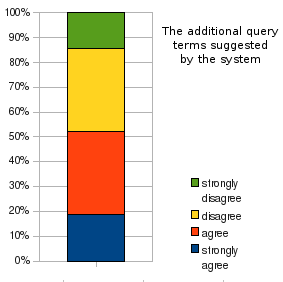 The additional query
terms suggested
by the system
100%
90%
80%
70%
60%
50%
40%
30%
20%
10%
0%
strongly
disagree
disagree
agree
strongly
agree